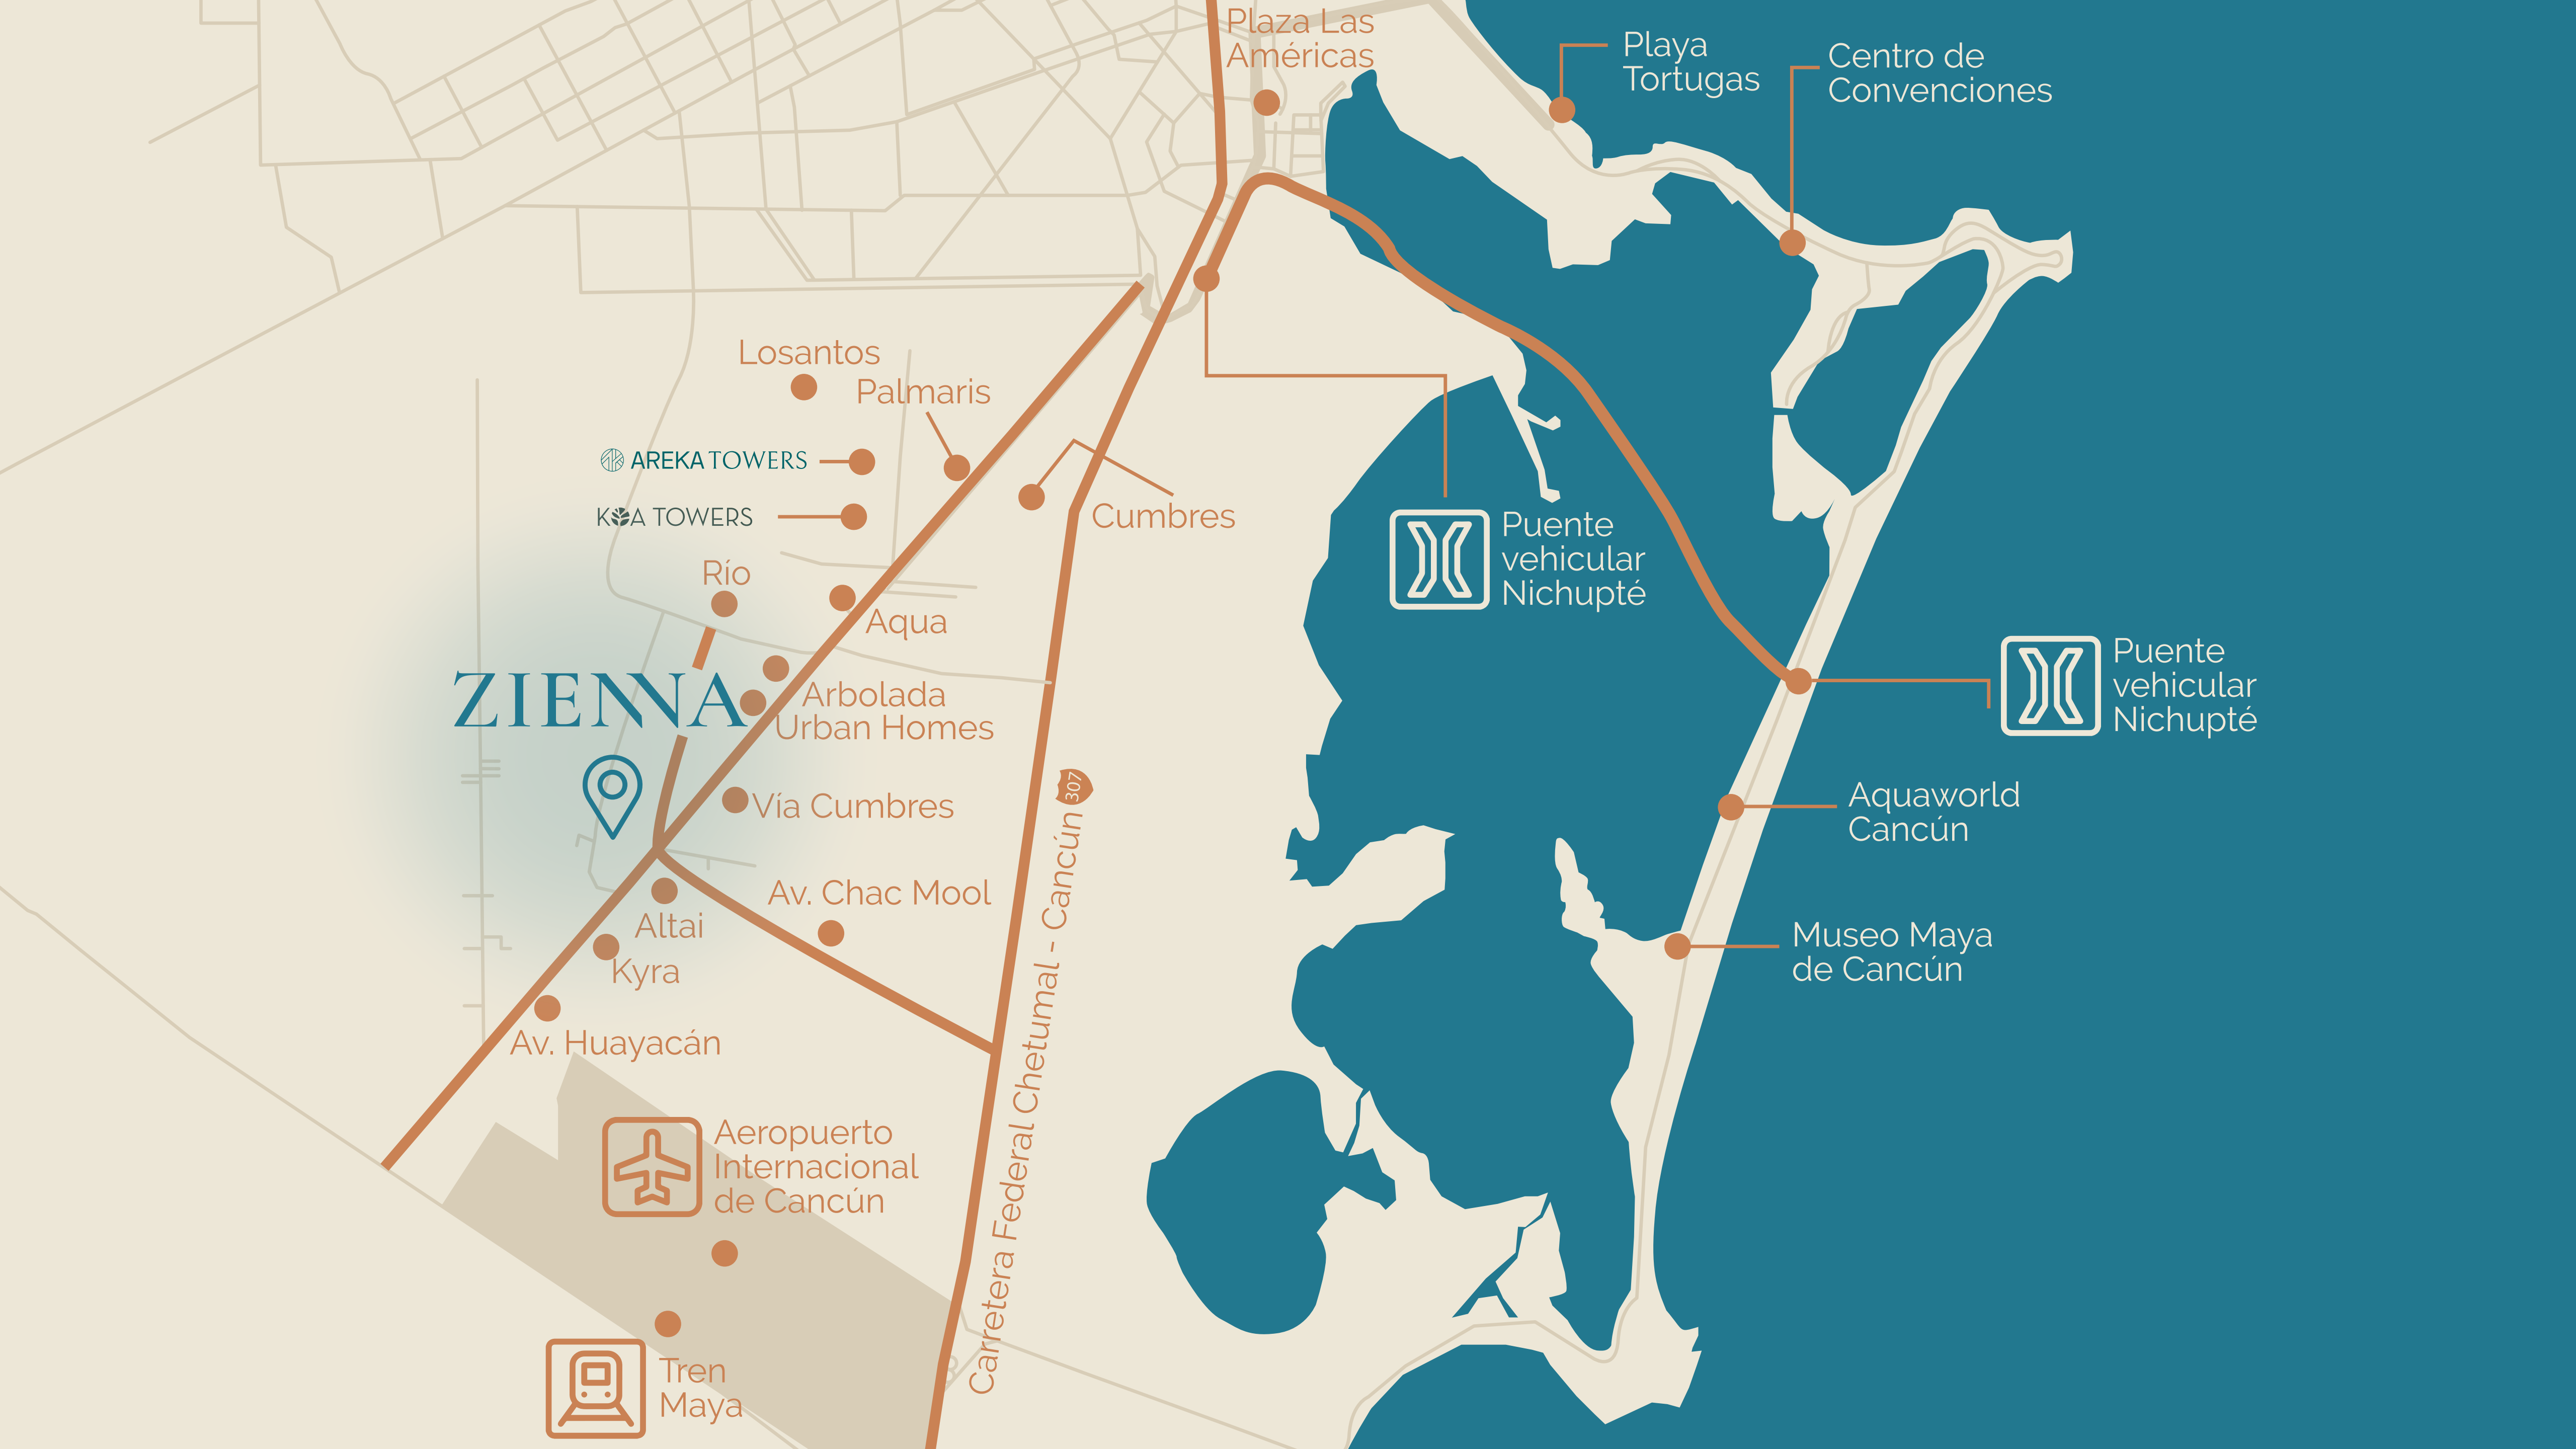 Plaza Las
Américas
Playa
Tortugas
Centro de
Convenciones
Losantos
Palmaris
AREKA TOWERS
KOA TOWERS
Cumbres
Puente
vehicular
Nichupté
Río
Aqua
Puente
vehicular
Nichupté
ZIENNA
Arbolada
Urban Homes
Vía Cumbres
307
Carretera Federal Chetumal - Cancún
Aquaworld
Cancún
Av. Chac Mool
Altai
Kyra
Museo Maya
de Cancún
Av. Huayacán
Aeropuerto
Internacional
de Cancún
Tren
Maya